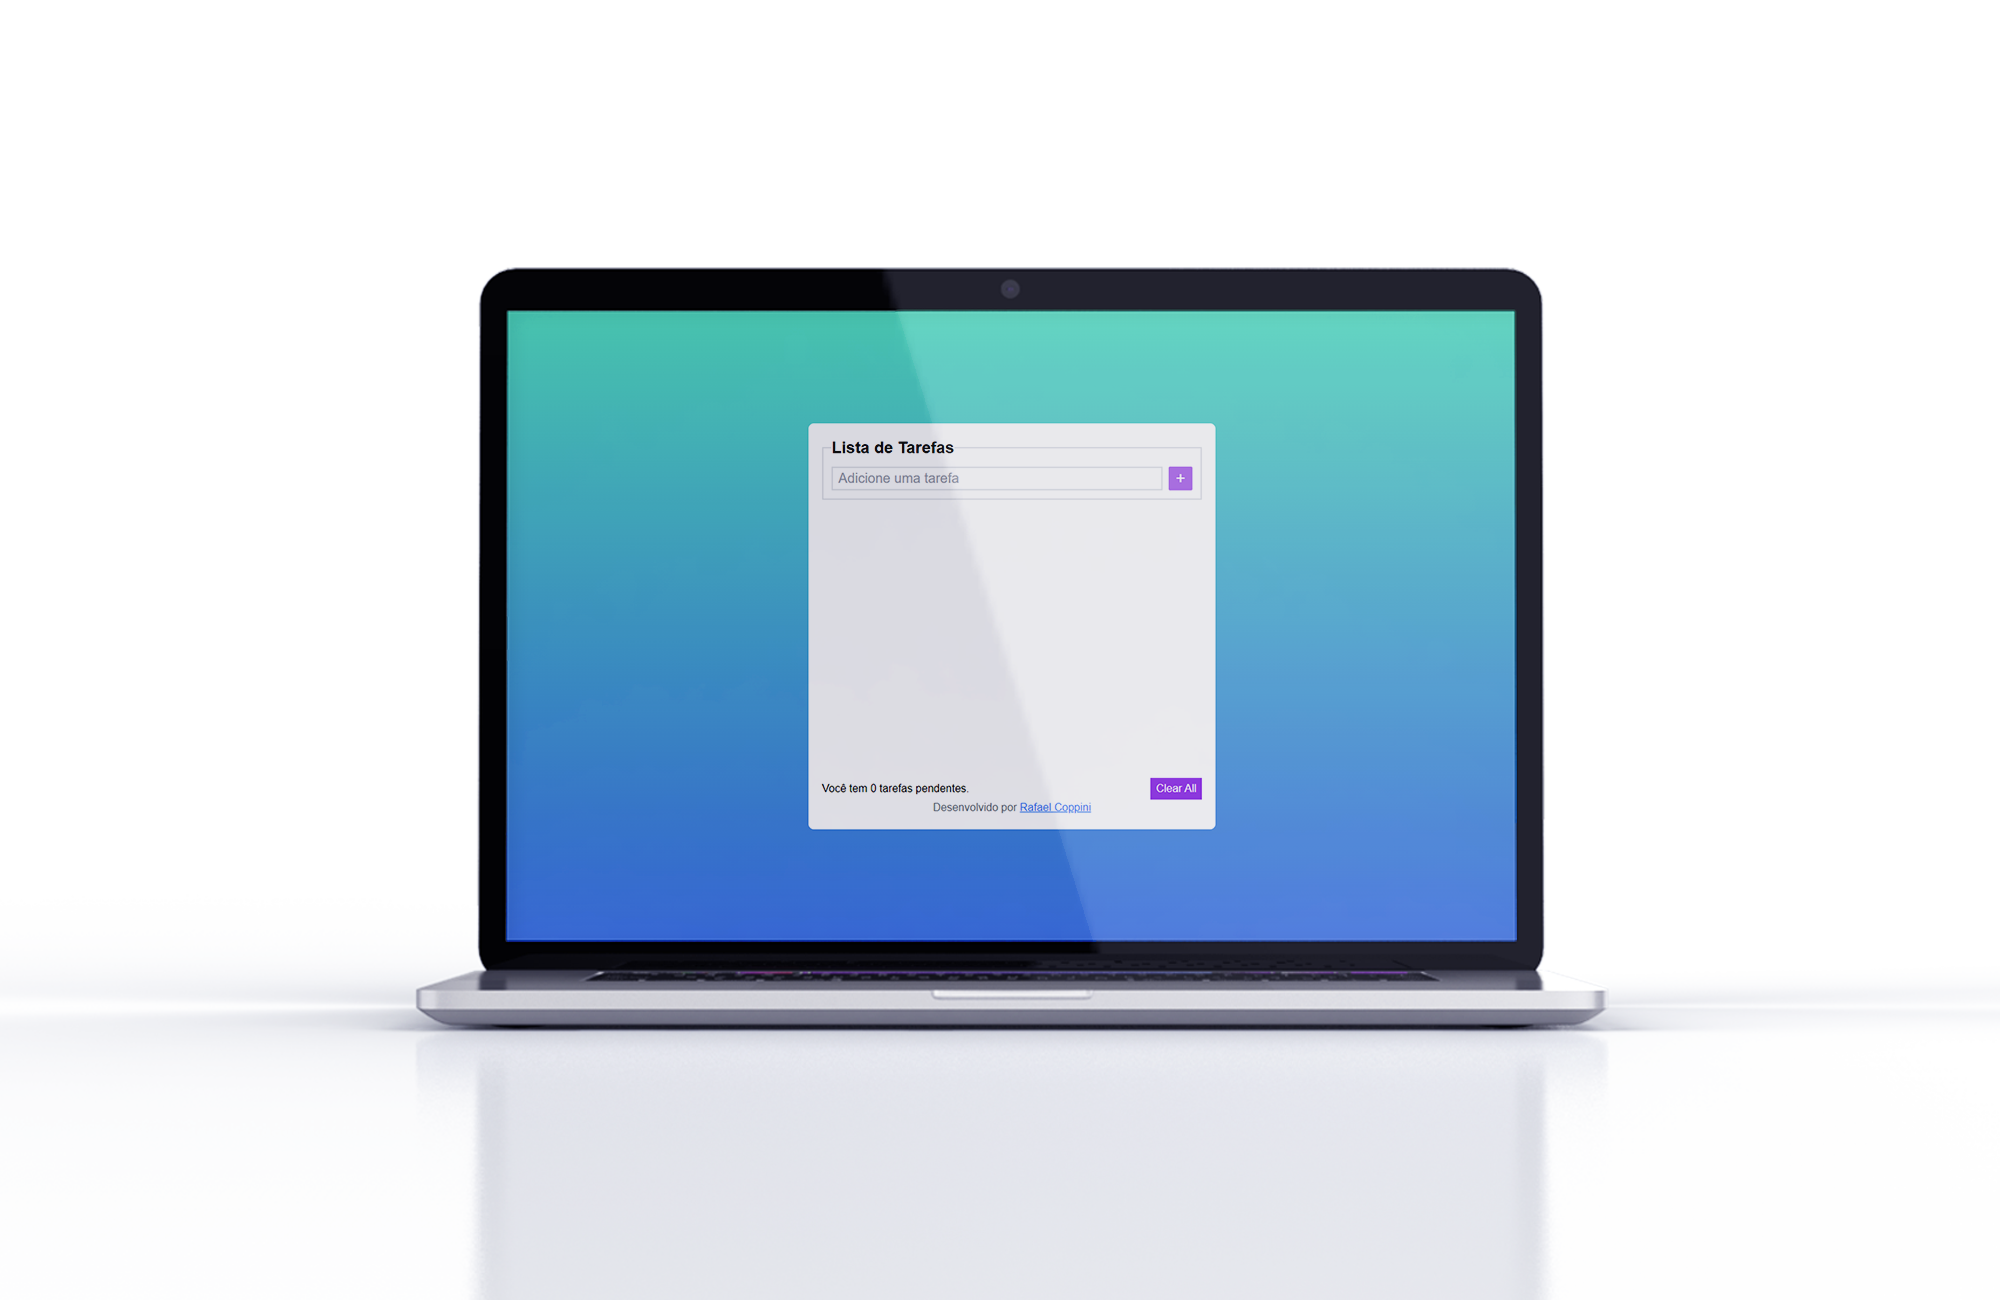 Lista de Tarefas
Adicione uma tarefa
+
Você tem 0 tarefas pendentes.
Clear All
Desenvolvido por Rafael Coppini